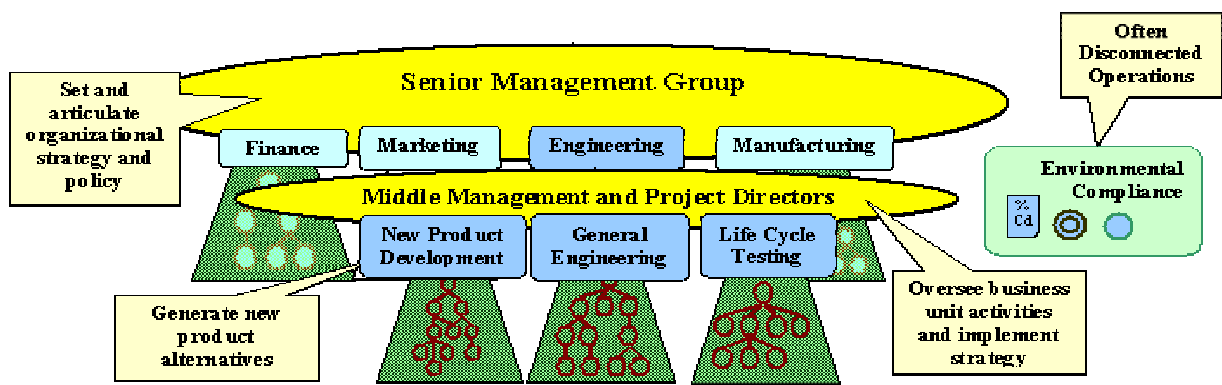 Often
Disconnected
Operations
Senior Management Group
Set and
articulate
organizational
strategy and
policy
Finance
Marketing
Engineering
Manufacturing
Environmental
Compliance
%
Cd
Middle Management and Project Directors
New Product
Development
General
Engineering
Life Cycle
Testing
Generate new
product
alternatives
Oversee business
unit activities
and implement
strategy